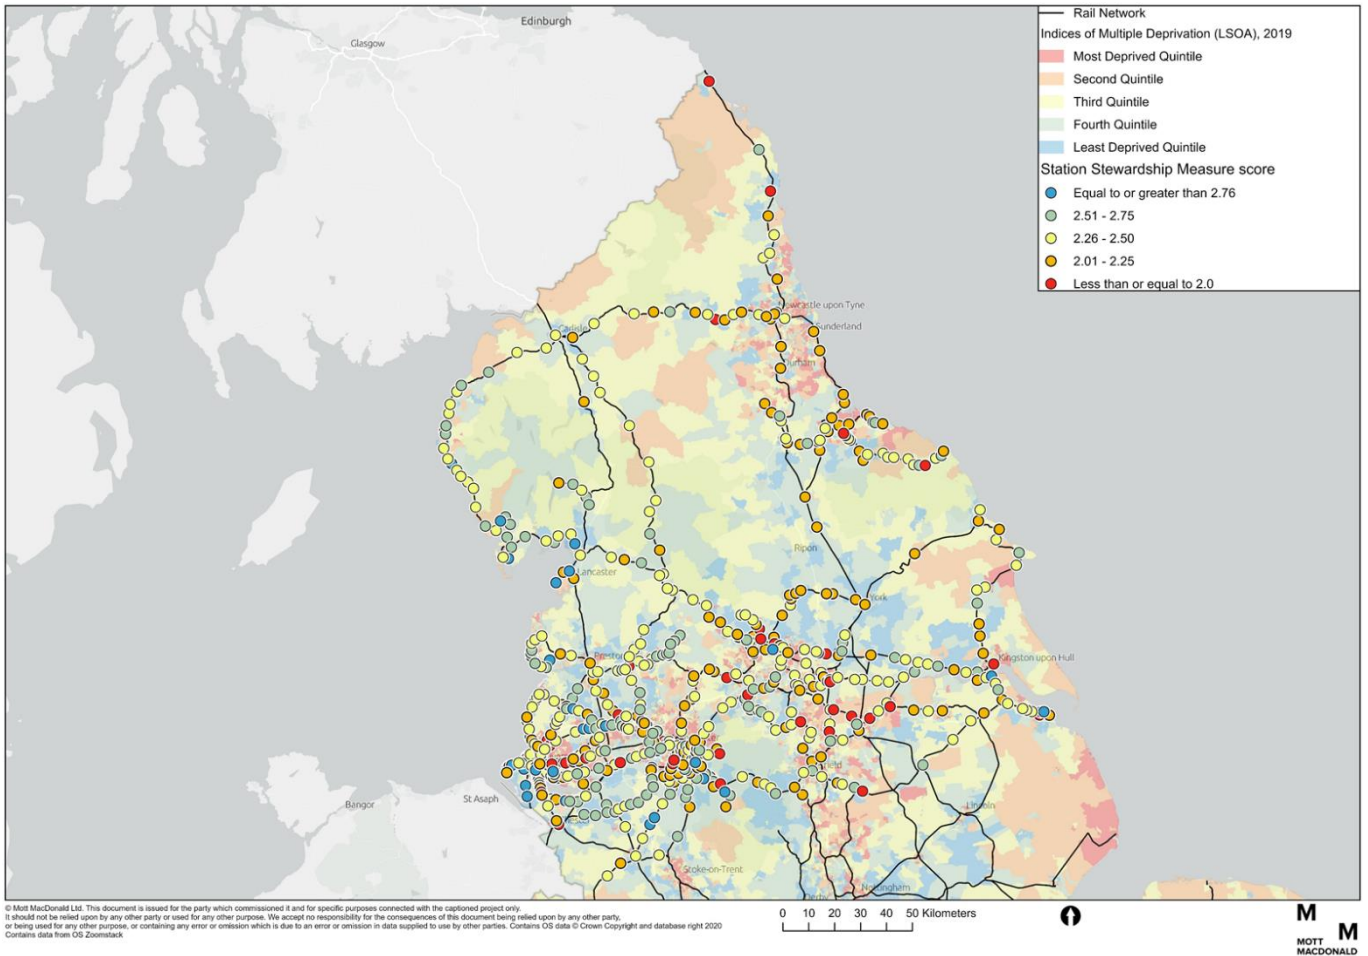 Edinburgh
Glasgow
Rail Network
Indices of Multiple Deprivation (LSOA), 2019
Most Deprived Quintile
Second Quintile
Third Quintile
Fourth Quintile
Least Deprived Quintile
Station Stewardship Measure score
Equal to or greater than 2.76
2.51 - 2.75
2.26 - 2.50
2.01 - 2.25
Less than or equal to 2.0
Newcastle upon Tyne
Carlisle
Sunderland
Durham
Ripon
Lancaster
York
Preston
Kingston upon Hull
St Asaph
Bangor
Lincoln
Stoke-on-Trent
Nottingham
Derby
© Mott MacDonald Ltd. This document is issued for the party which commissioned it and for specific purposes connected with the captioned project only.
It should not be relied upon by any other party or used for any other purpose. We accept no responsibility for the consequences of this document being relied upon by any other party,
or being used for any other purpose, or containing any error or omission which is due to an error or omission in data supplied to use by other parties. Contains OS data © Crown Copyright and database right 2020
Contains data from OS Zoomstack
0 10 20 30 40 50 Kilometers
M
M
MOTT
MACDONALD